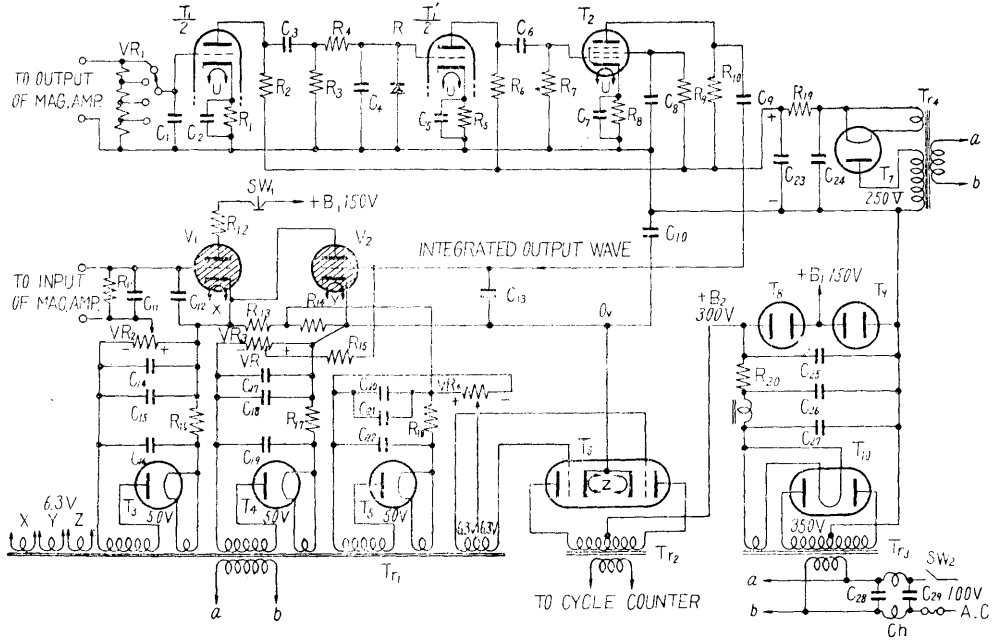 T1/2
T1'/2
T2
VR1
C3
R4
R
C6
TO OUTPUT
OF MAG. AMP.
R2
R3
C4
R6
R7
C8
R9
R10
C9
R19
Tr4
C1
C2
R1
C5
R5
C7
R8
+
a
b
C23
C24
T7
250V
−
SW1
+B1 150V
R12
V1
V2
C10
INTEGRATED OUTPUT WAVE
TO INPUT
OF MAG. AMP.
R11
C11
C12
X
Y
R14
C13
+B1 150V
+B2
300V
T8
T9
R13
0v
VR2
− +
VR3
+
VR
R15
C14
C15
C17
C18
C20
C21
C22
VR4
+ −
R16
R17
R18
R20
C25
C26
C27
C16
C19
T3
50V
T4
50V
T5
50V
T6
Z
T10
350V
6.3V
X Y Z
6.3V 6.3V
Tr1
Tr2
Tr3
SW2
a
b
TO CYCLE COUNTER
a
b
C28
C29
100V
A.C
Ch